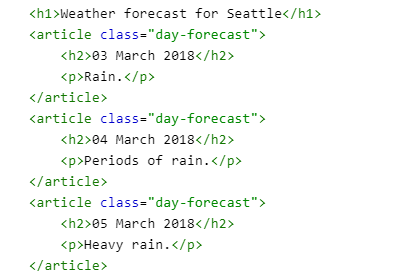 <h1>Weather forecast for Seattle</h1>
<article class="day-forecast">
<h2>03 March 2018</h2>
<p>Rain.</p>
</article>
<article class="day-forecast">
<h2>04 March 2018</h2>
<p>Periods of rain.</p>
</article>
<article class="day-forecast">
<h2>05 March 2018</h2>
<p>Heavy rain.</p>
</article>